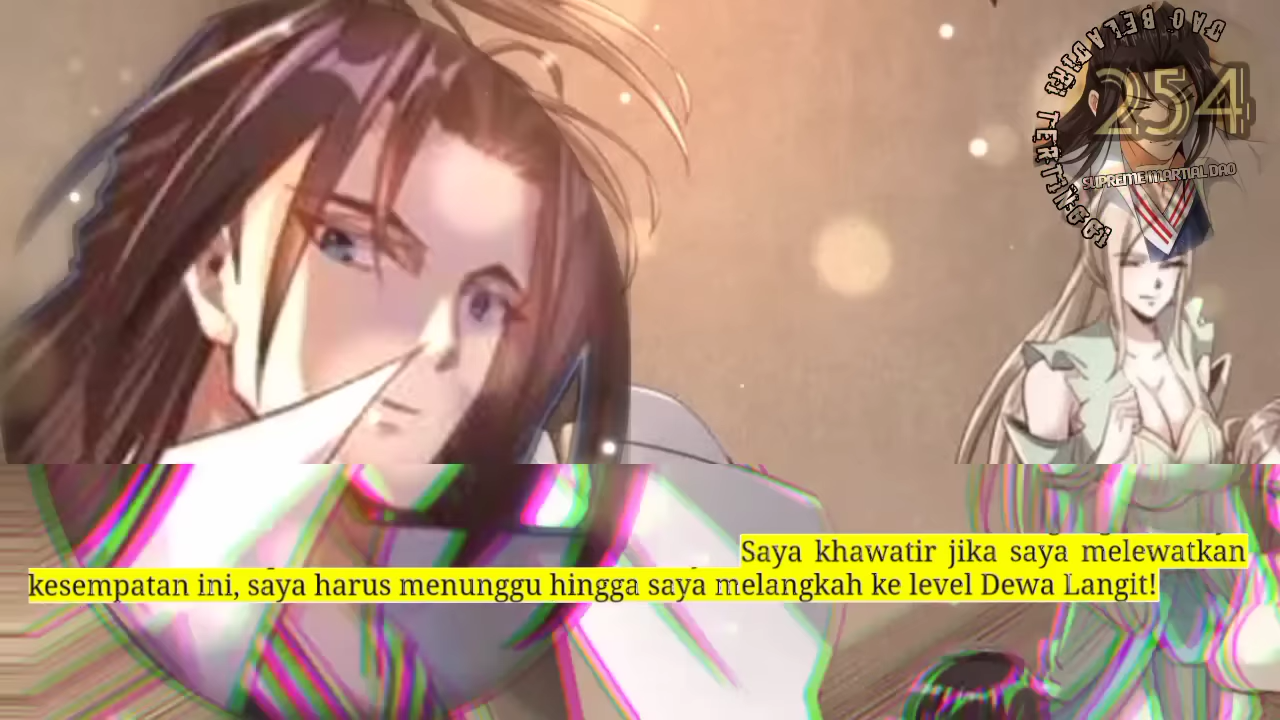 DAO BELADIRI TERTINGGI
254
SUPREME MARTIAL DAO
Saya khawatir jika saya melewatkan
kesempatan ini, saya harus menunggu hingga saya melangkah ke level Dewa Langit!